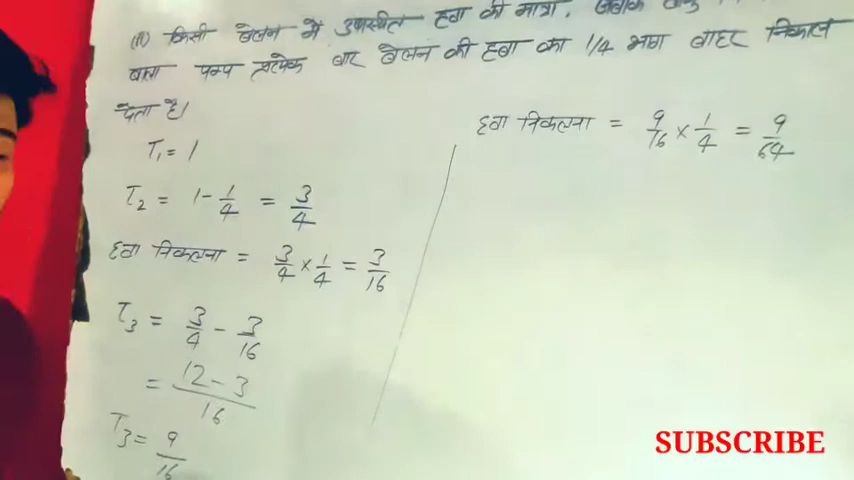 (ii) किसी बेलन में उपस्थित हवा की मात्रा, जबकि वायु
वाला पम्प प्रत्येक बार बेलन की हवा का 1/4 भाग बाहर निकाल
देता है।
T₁ = 1
T₂ = 1 - 1/4 = 3/4
हवा निकलना = 3/4 × 1/4 = 3/16
T₃ = 3/4 - 3/16
= 12 - 3/16
T₃ = 9/16
हवा निकलना = 9/16 × 1/4 = 9/64
SUBSCRIBE